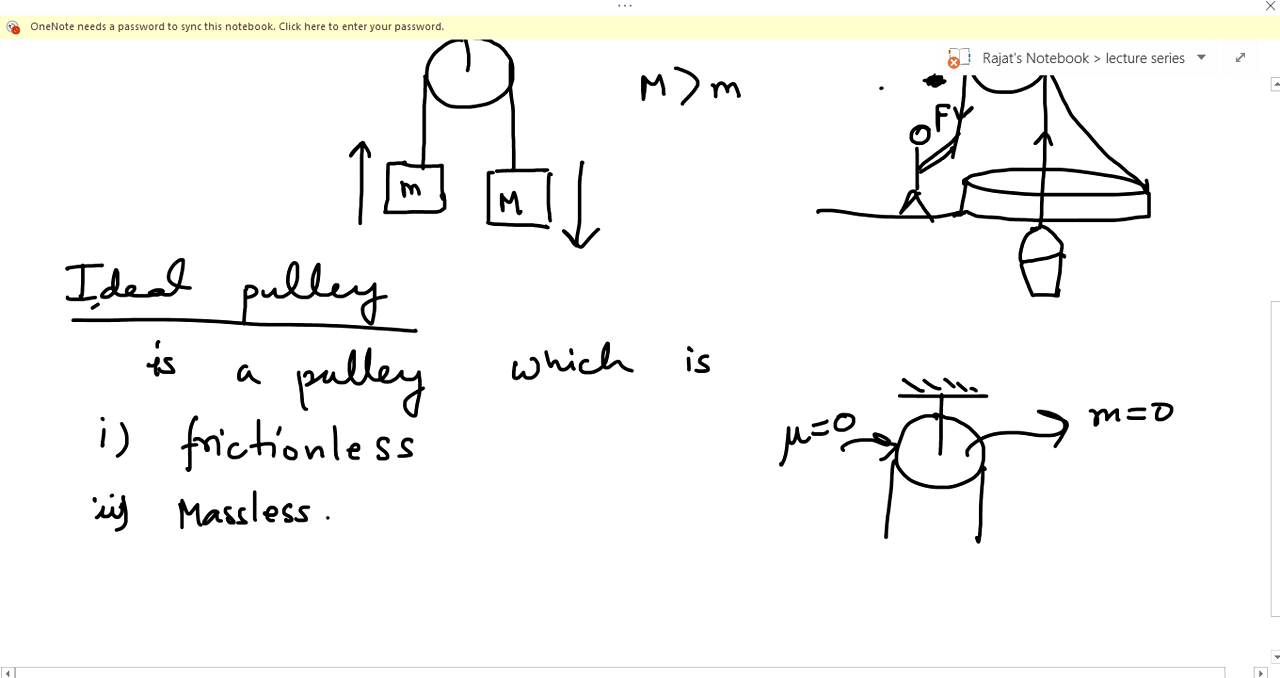 OneNote needs a password to sync this notebook. Click here to enter your password.
Rajat's Notebook > lecture series
M > m
F
m
M
Ideal pulley
is a pulley which is
i) frictionless
μ=0
m=0
ii) Massless.